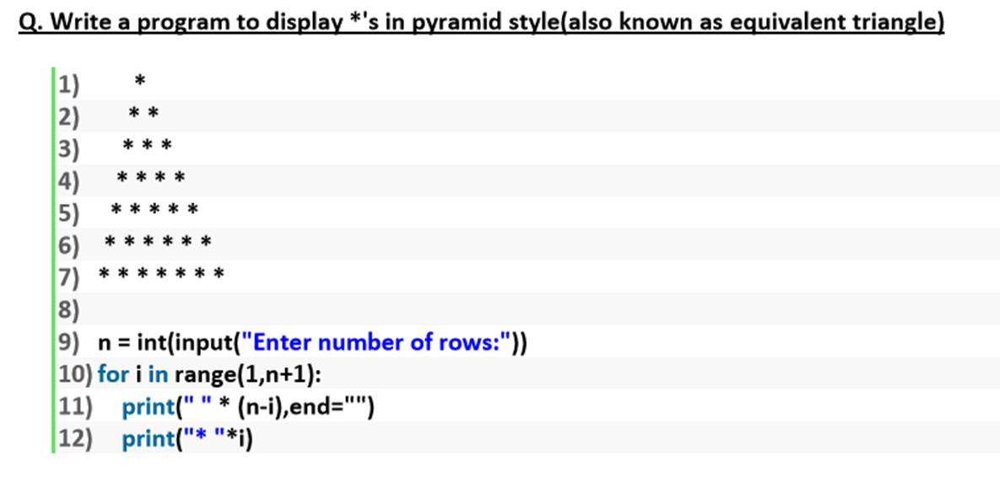 Q. Write a program to display *'s in pyramid style(also known as equivalent triangle)
1)       *
2)      * *
3)     * * *
4)    * * * *
5)   * * * * *
6)  * * * * * *
7) * * * * * * *
8)
9) n = int(input("Enter number of rows:"))
10) for i in range(1,n+1):
11)    print(" " * (n-i),end="")
12)    print("* "*i)